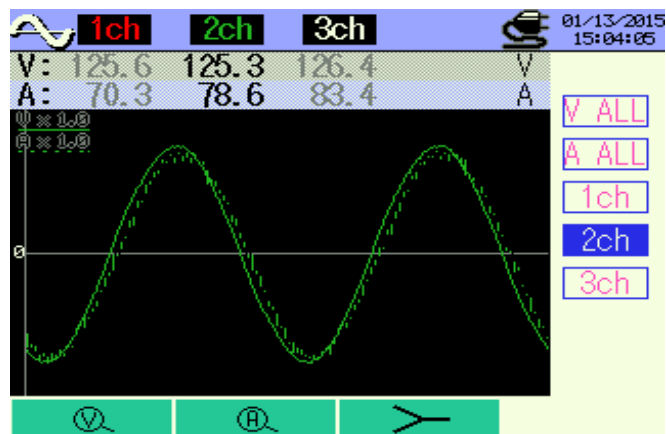 1ch 2ch 3ch 01/13/2015
15:04:05
V: 125.6 125.3 126.4 V
A: 70.3 78.6 83.4 A
V × 1.0
A × 1.0
0
V ALL
A ALL
1ch
2ch
3ch
V A